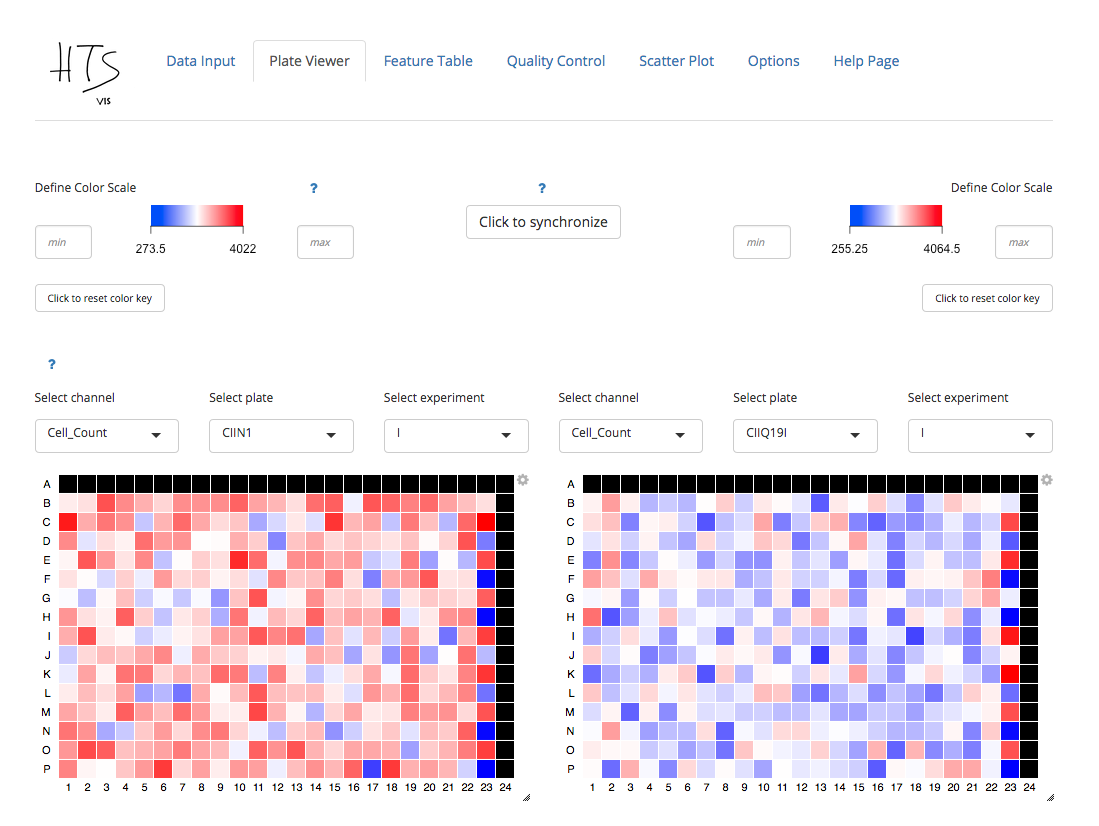 HTS
VIS
Data Input Plate Viewer Feature Table Quality Control Scatter Plot Options Help Page
Define Color Scale ? ? Define Color Scale
min 273.5 4022 max Click to synchronize min 255.25 4064.5 max
Click to reset color key Click to reset color key
?
Select channel Select plate Select experiment Select channel Select plate Select experiment
Cell_Count CIIN1 I Cell_Count CIIQ19I I
A A
B B
C C
D D
E E
F F
G G
H H
I I
J J
K K
L L
M M
N N
O O
P P
1 2 3 4 5 6 7 8 9 10 11 12 13 14 15 16 17 18 19 20 21 22 23 24 1 2 3 4 5 6 7 8 9 10 11 12 13 14 15 16 17 18 19 20 21 22 23 24